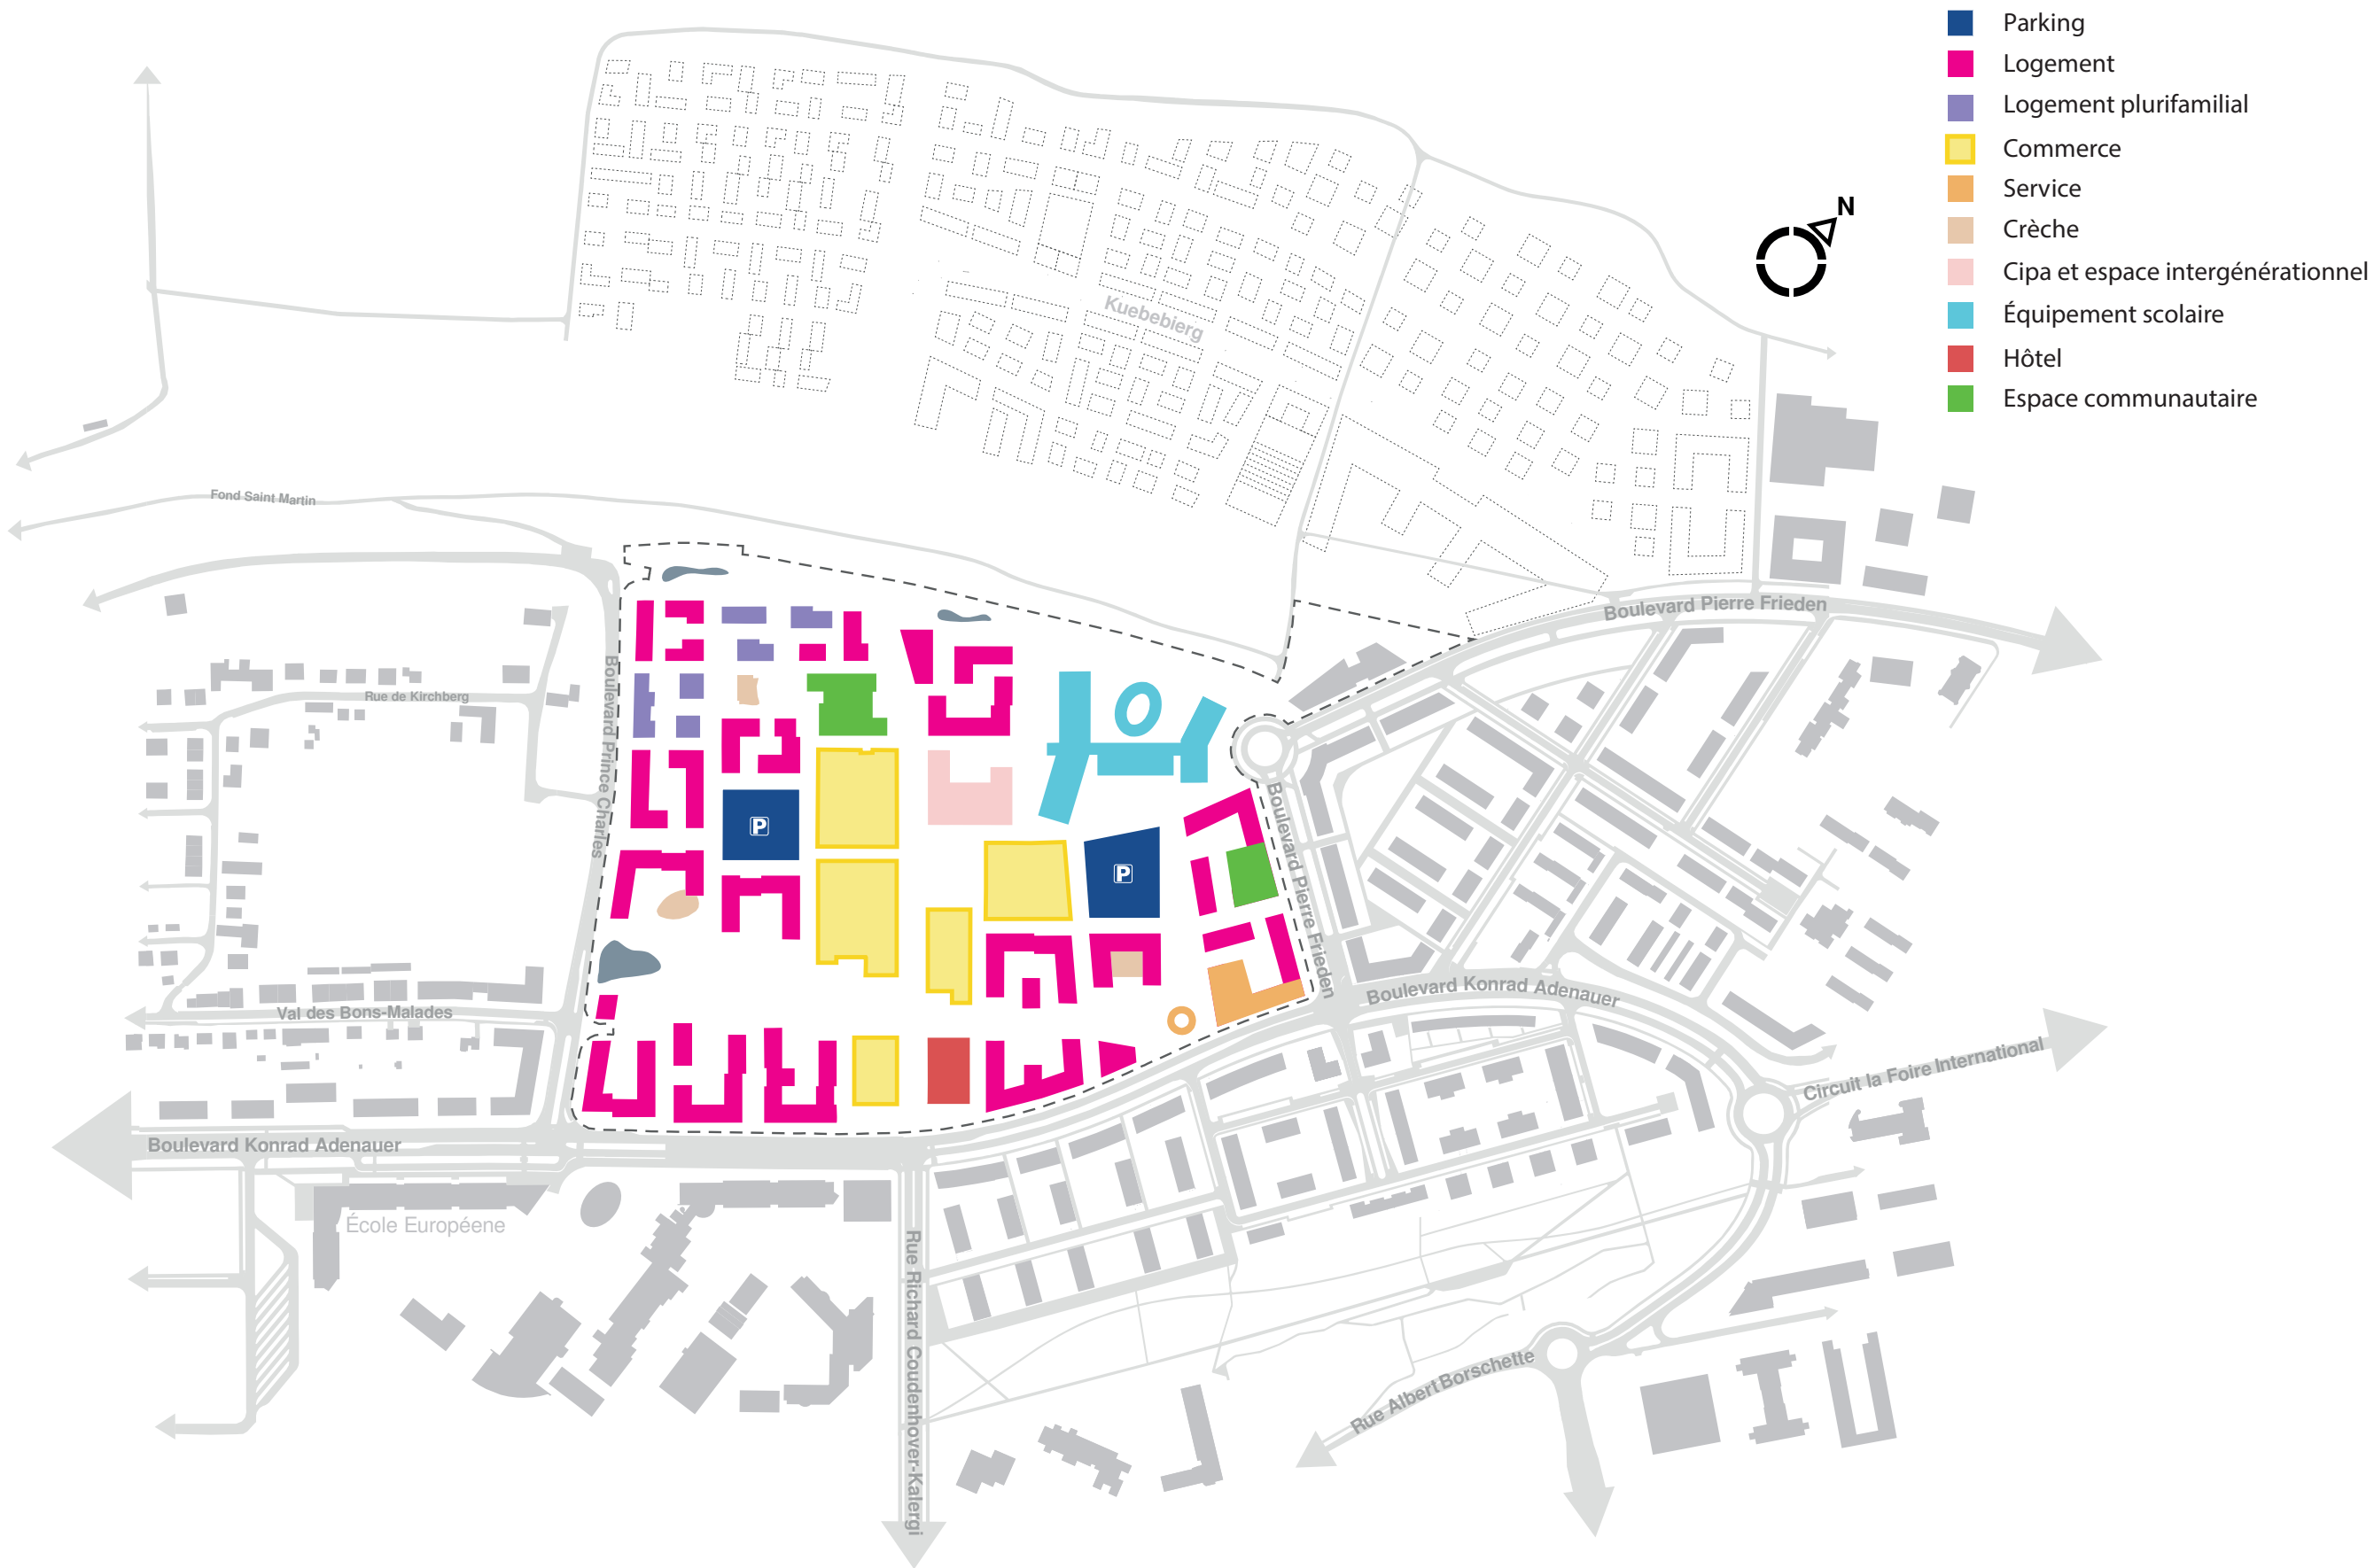 Parking
Logement
Logement plurifamilial
Commerce
Service
Crèche
Cipa et espace intergénérationnel
Équipement scolaire
Hôtel
Espace communautaire
N
Kuebebierg
Fond Saint Martin
Boulevard Pierre Frieden
Rue de Kirchberg
Boulevard Prince Charles
P
P
Boulevard Pierre Frieden
Boulevard Konrad Adenauer
Val des Bons-Malades
Circuit la Foire International
Boulevard Konrad Adenauer
École Européene
Rue Richard Coudenhover-Kalergi
Rue Albert Borschette